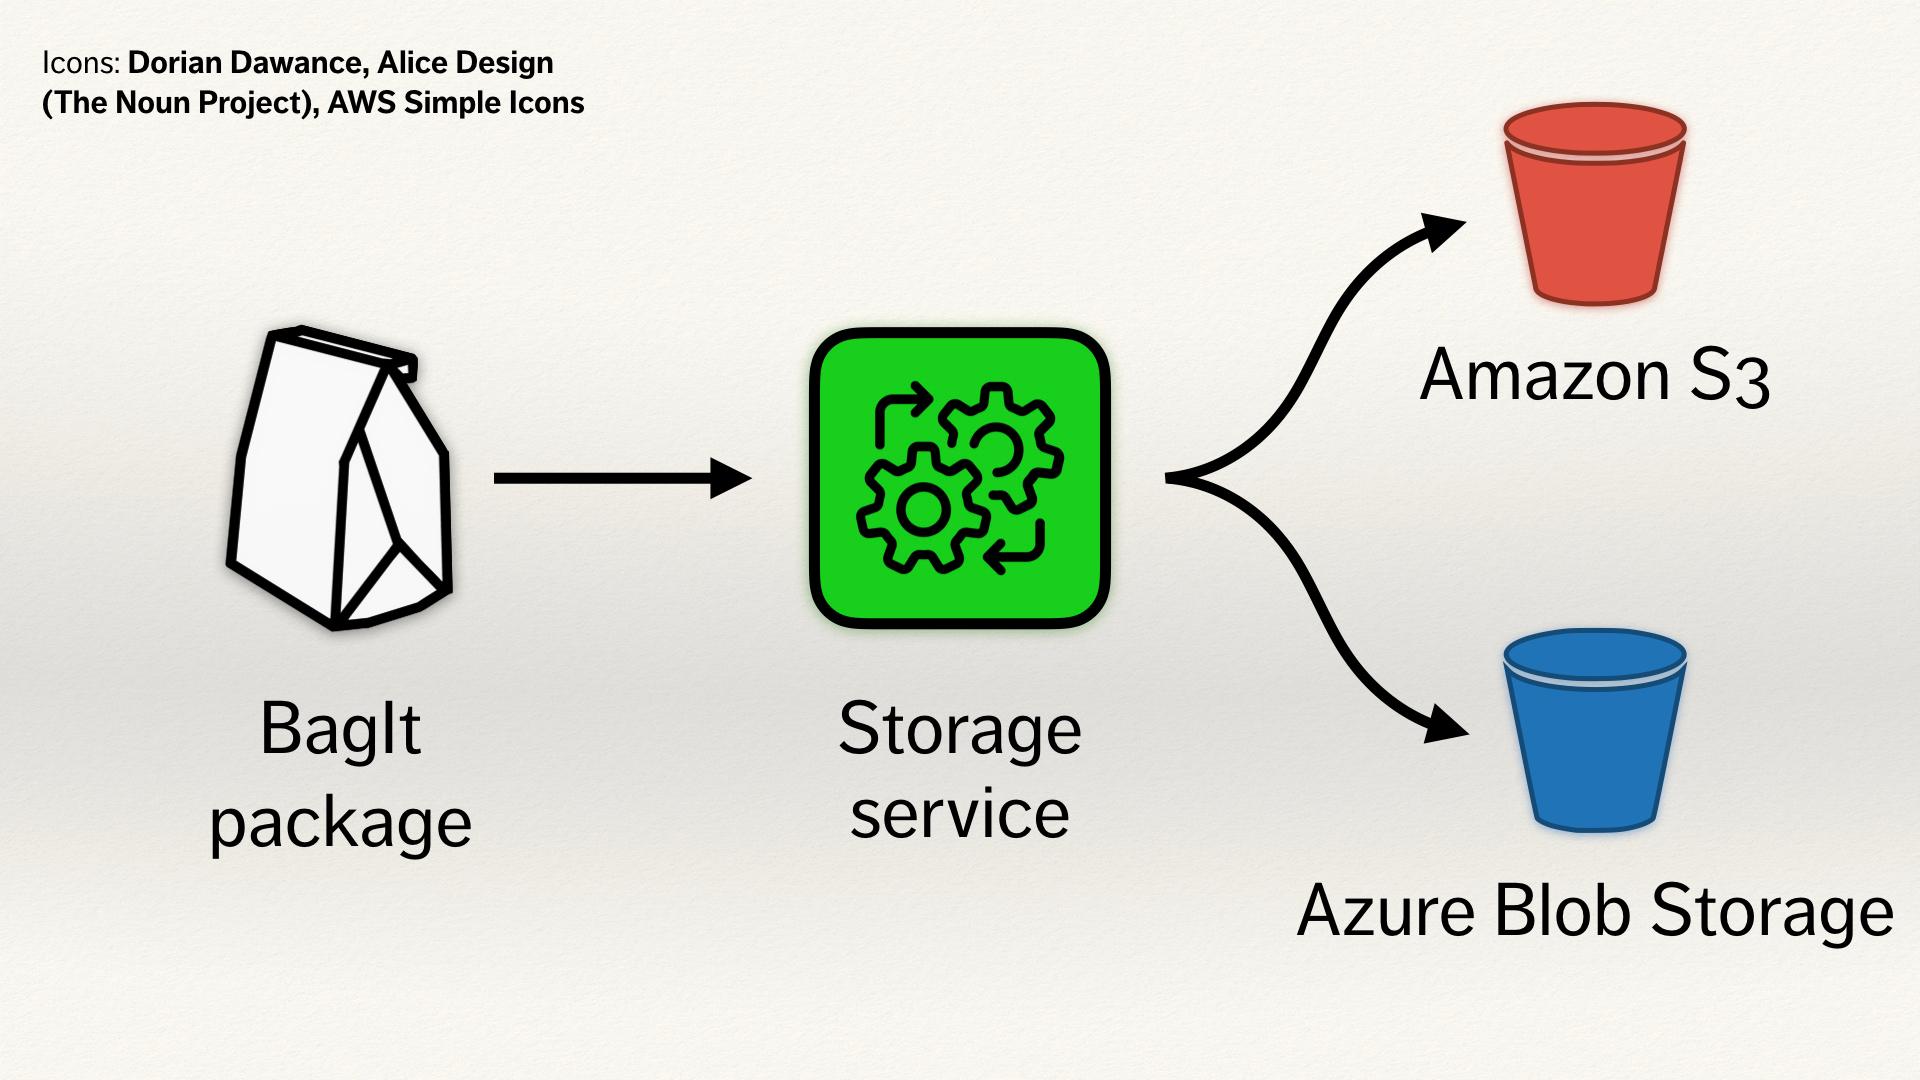 Icons: Dorian Dawance, Alice Design
(The Noun Project), AWS Simple Icons
Amazon S3
BagIt
package
Storage
service
Azure Blob Storage